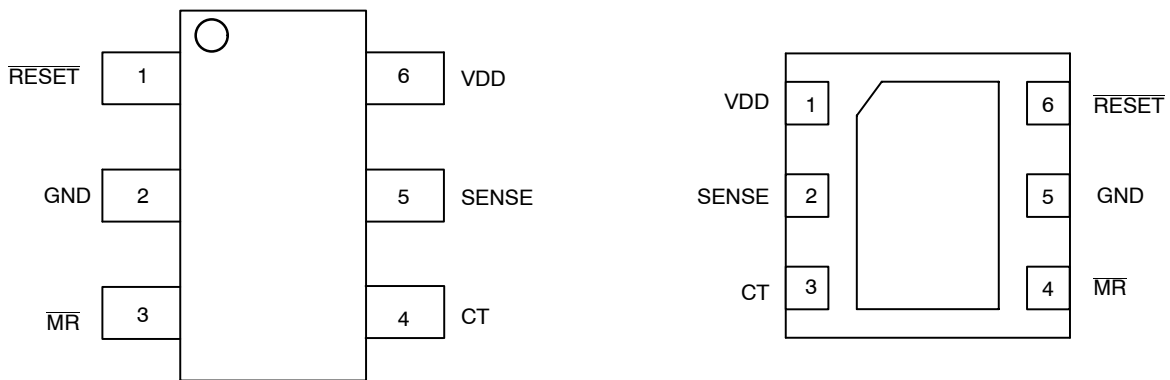 RESET 1 6 VDD
GND 2 5 SENSE
MR 3 4 CT
VDD 1 6 RESET
SENSE 2 5 GND
CT 3 4 MR